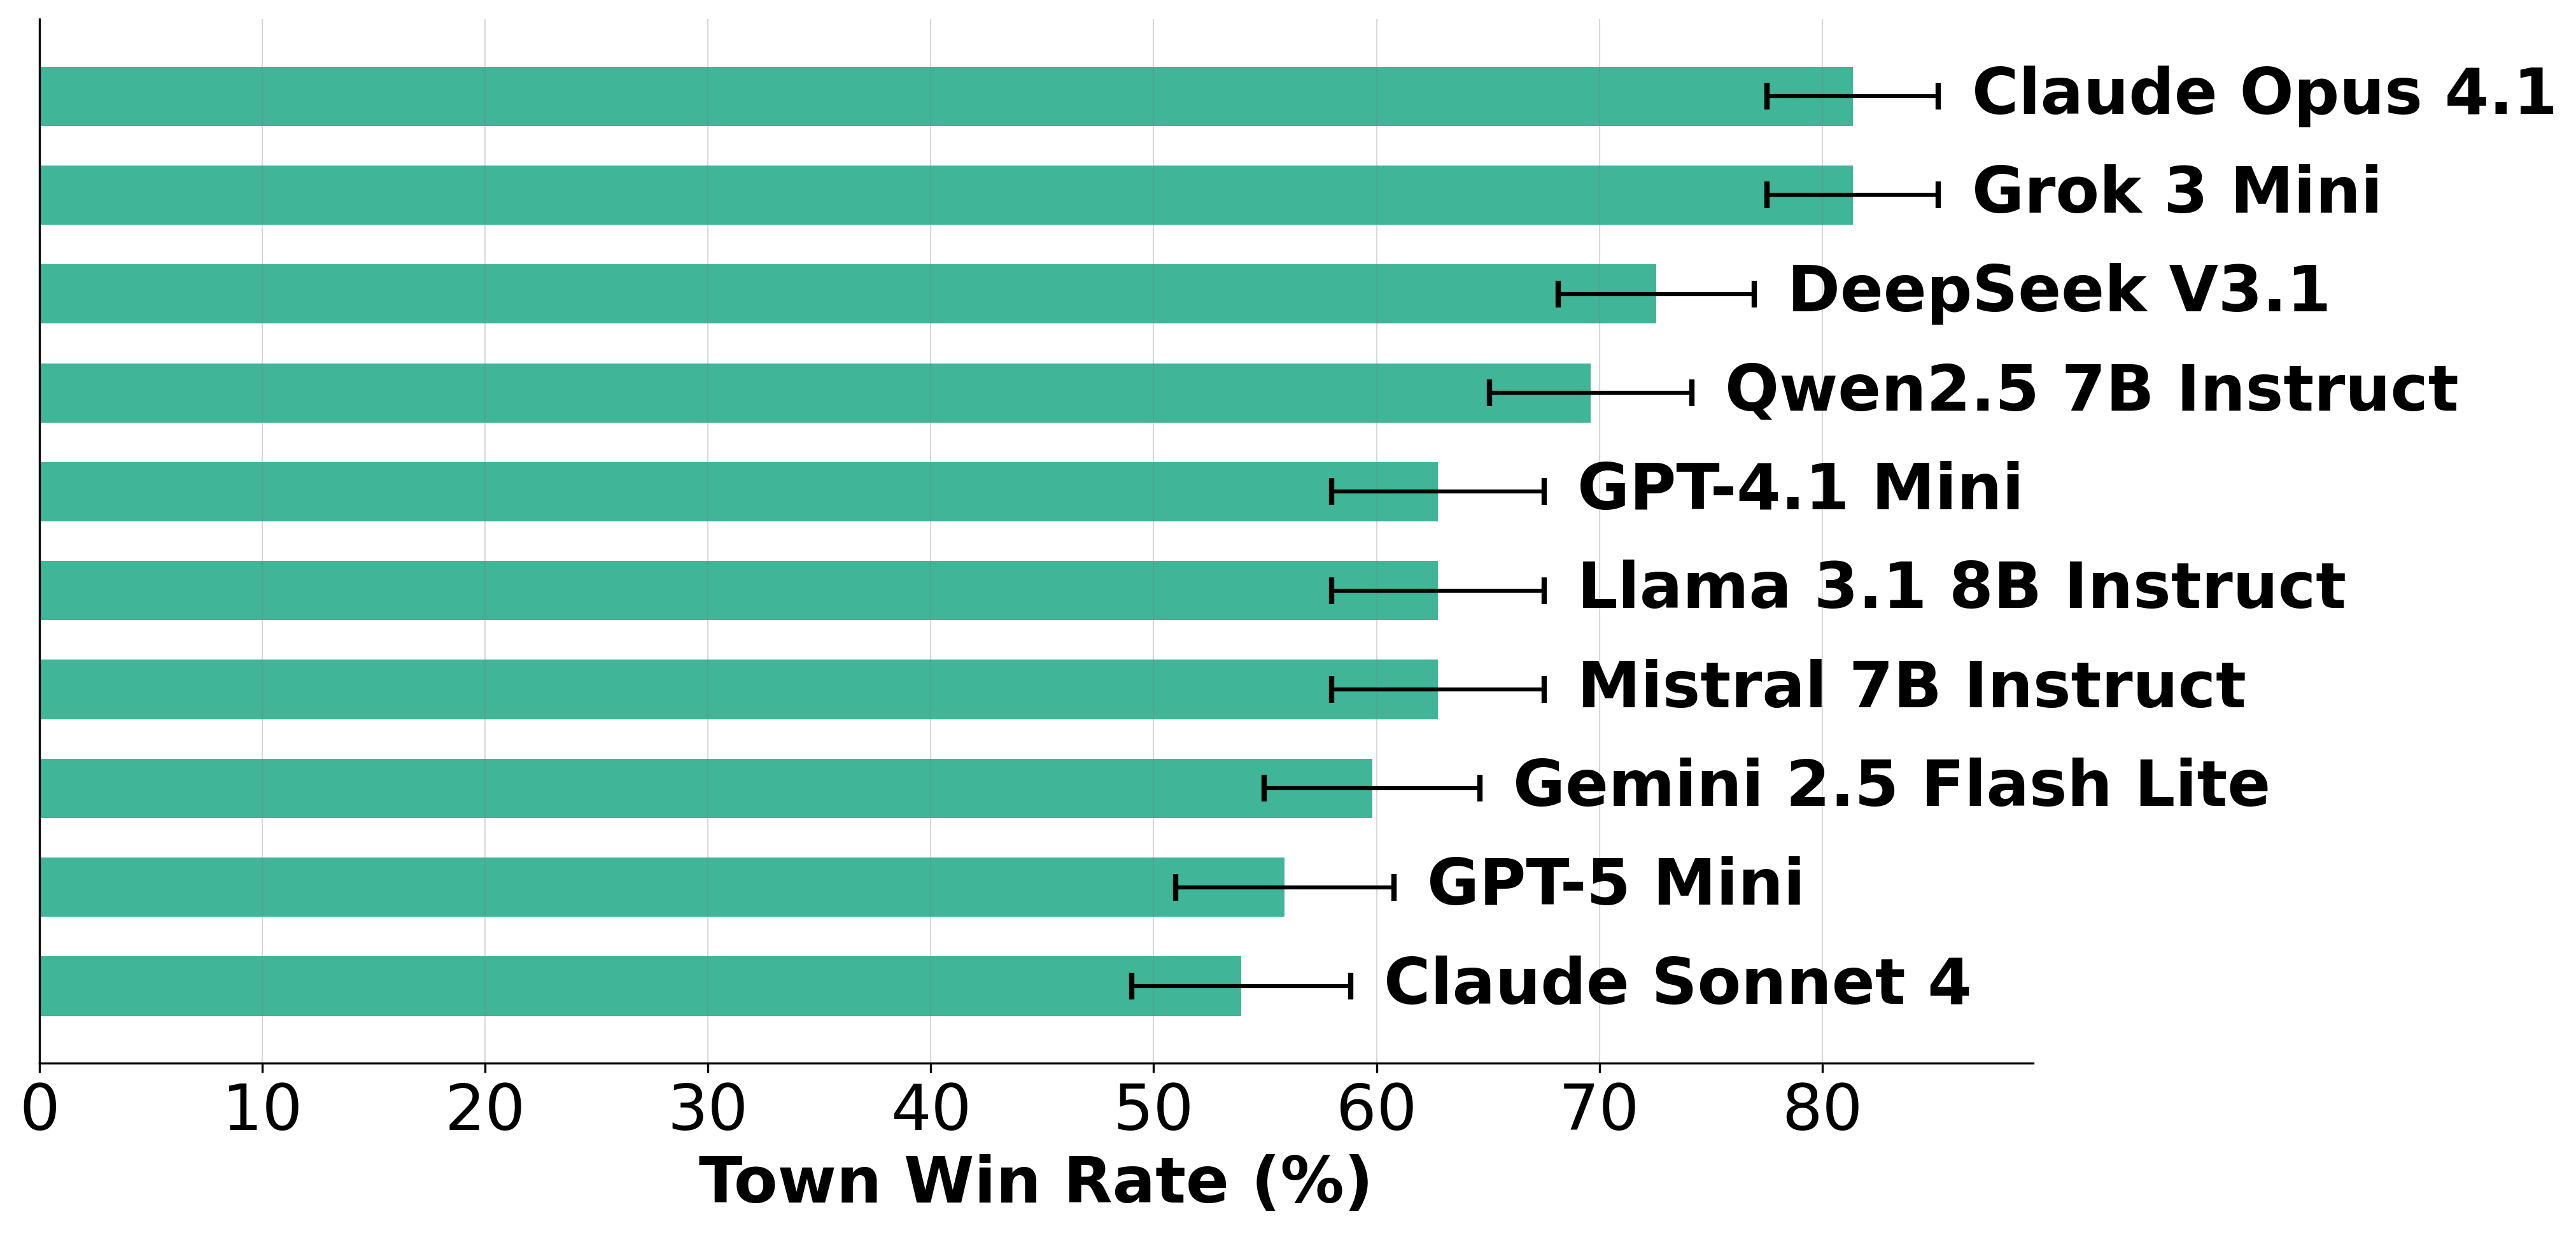 Claude Opus 4.1
Grok 3 Mini
DeepSeek V3.1
Qwen2.5 7B Instruct
GPT-4.1 Mini
Llama 3.1 8B Instruct
Mistral 7B Instruct
Gemini 2.5 Flash Lite
GPT-5 Mini
Claude Sonnet 4
0 10 20 30 40 50 60 70 80
Town Win Rate (%)